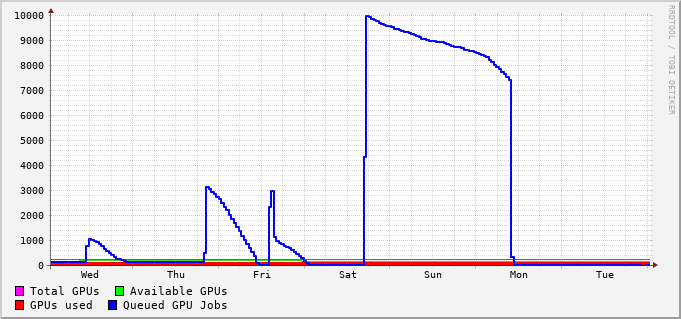 10000
9000
8000
7000
6000
5000
4000
3000
2000
1000
0
Wed Thu Fri Sat Sun Mon Tue
Total GPUs Available GPUs
GPUs used Queued GPU Jobs
RRDTOOL / TOBI OETIKER